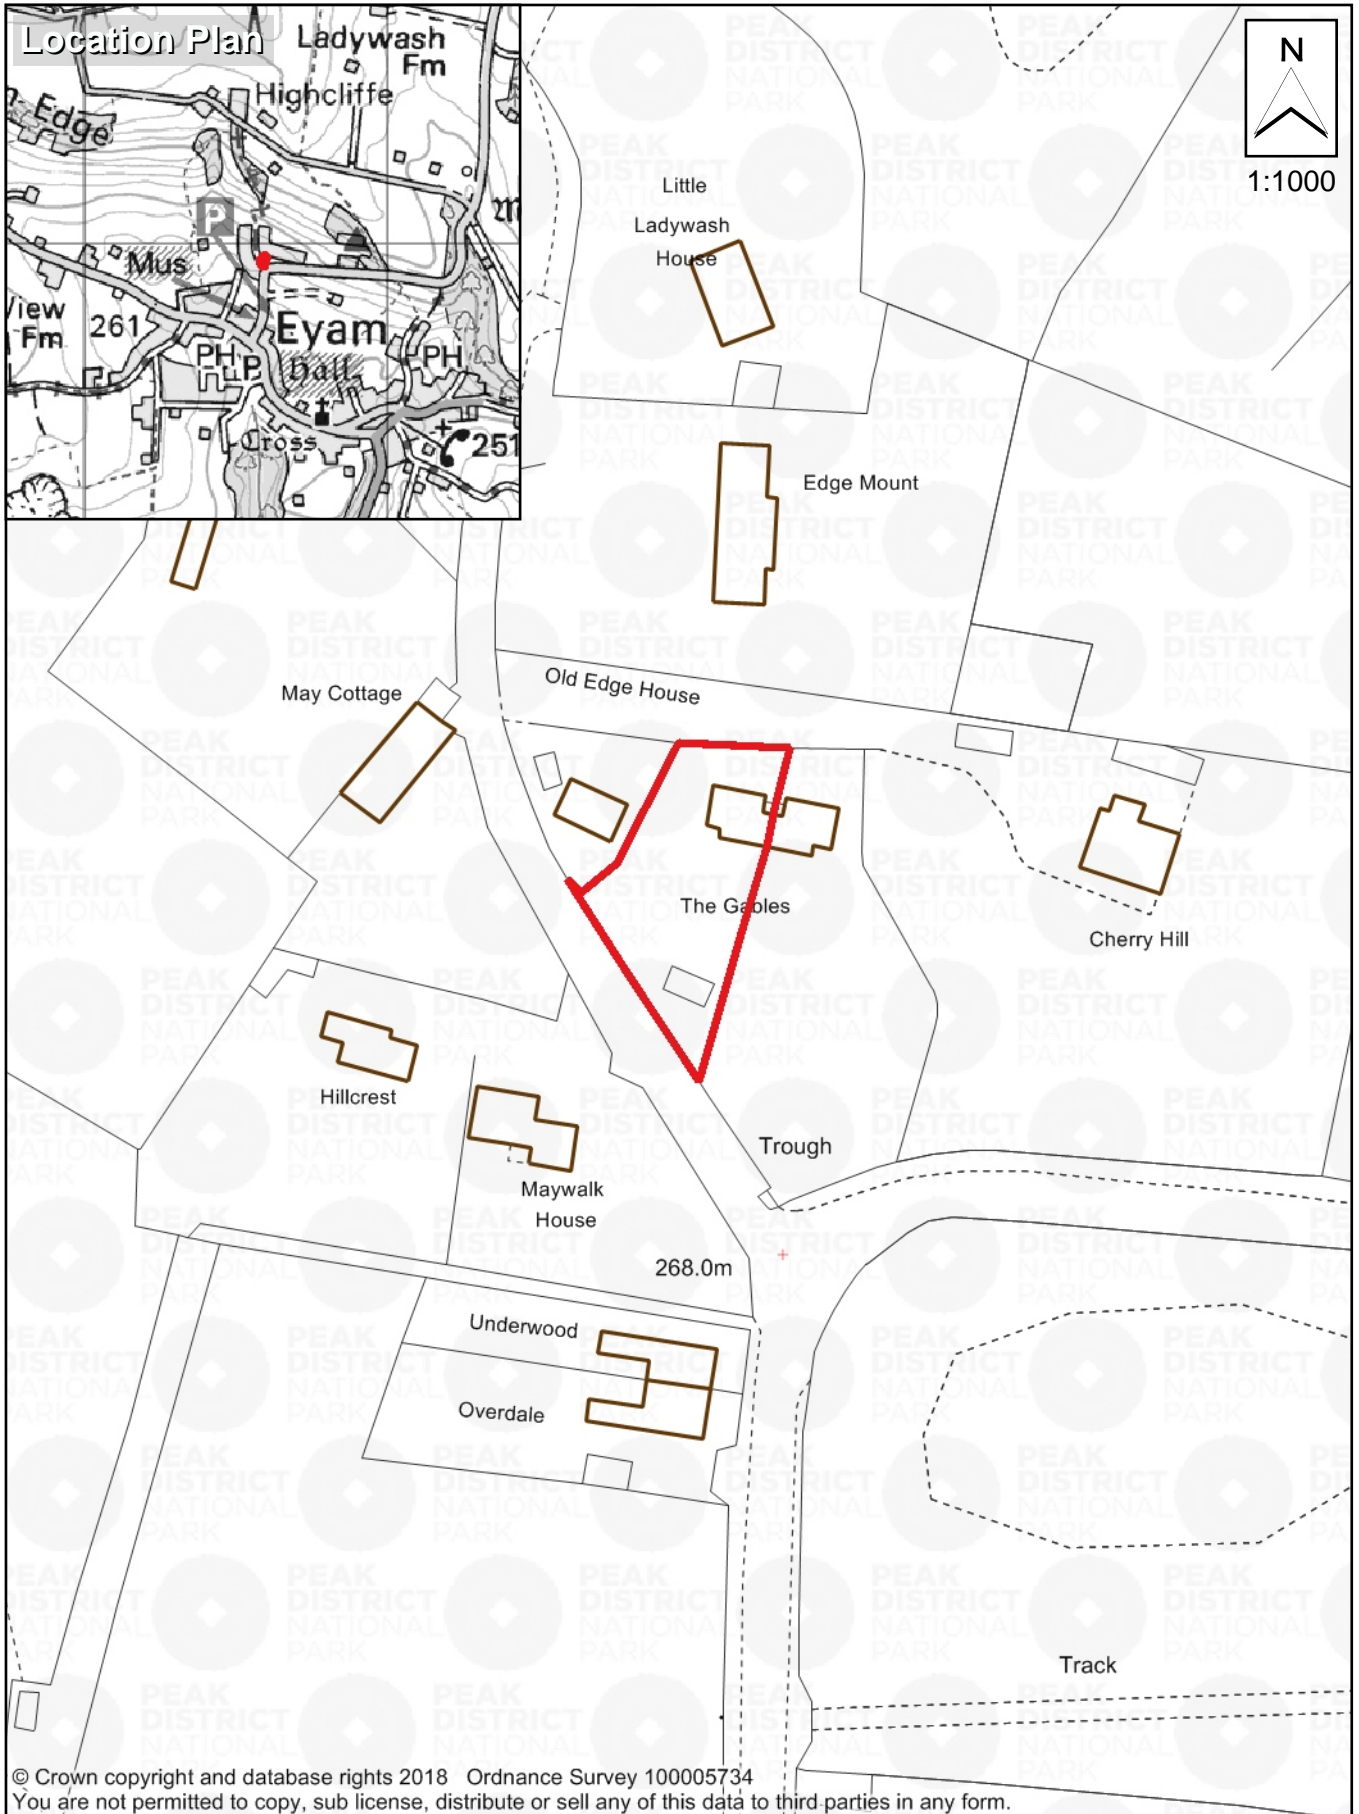 Location Plan
Ladywash
Fm
Highcliffe
Edge
P
Mus
View
Fm
261
Eyam
Hall
PH
PH
Cross
251
N
1:1000
Little
Ladywash
House
Edge Mount
Old Edge House
May Cottage
The Gables
Cherry Hill
Hillcrest
Maywalk
House
Trough
268.0m
Underwood
Overdale
Track
PEAK
DISTRICT
NATIONAL
PARK
© Crown copyright and database rights 2018 Ordnance Survey 100005734
You are not permitted to copy, sub license, distribute or sell any of this data to third parties in any form.